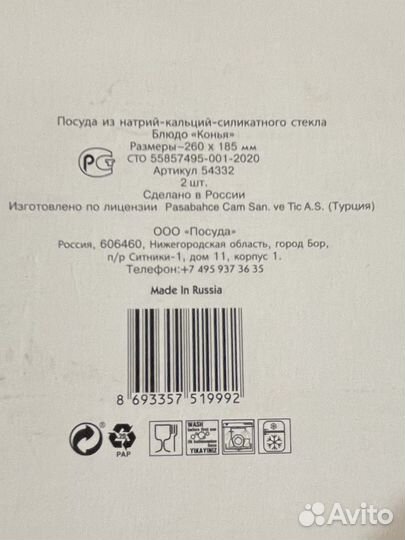 Посуда из натрий-кальций-силикатного стекла
Блюдо «Конья»
Размеры-260 x 185 мм
СТО 55857495-001-2020
Артикул 54332
2 шт.
Сделано в России
Изготовлено по лицензии Pasabahce Cam San. ve Tic A.S. (Турция)
ООО «Посуда»
Россия, 606460, Нижегородская область, город Бор,
п/р Ситники-1, дом 11, корпус 1.
Телефон:+7 495 937 36 35
Made In Russia
8 693357 519992
PAP
WASH
YIKAYINIZ
Avito